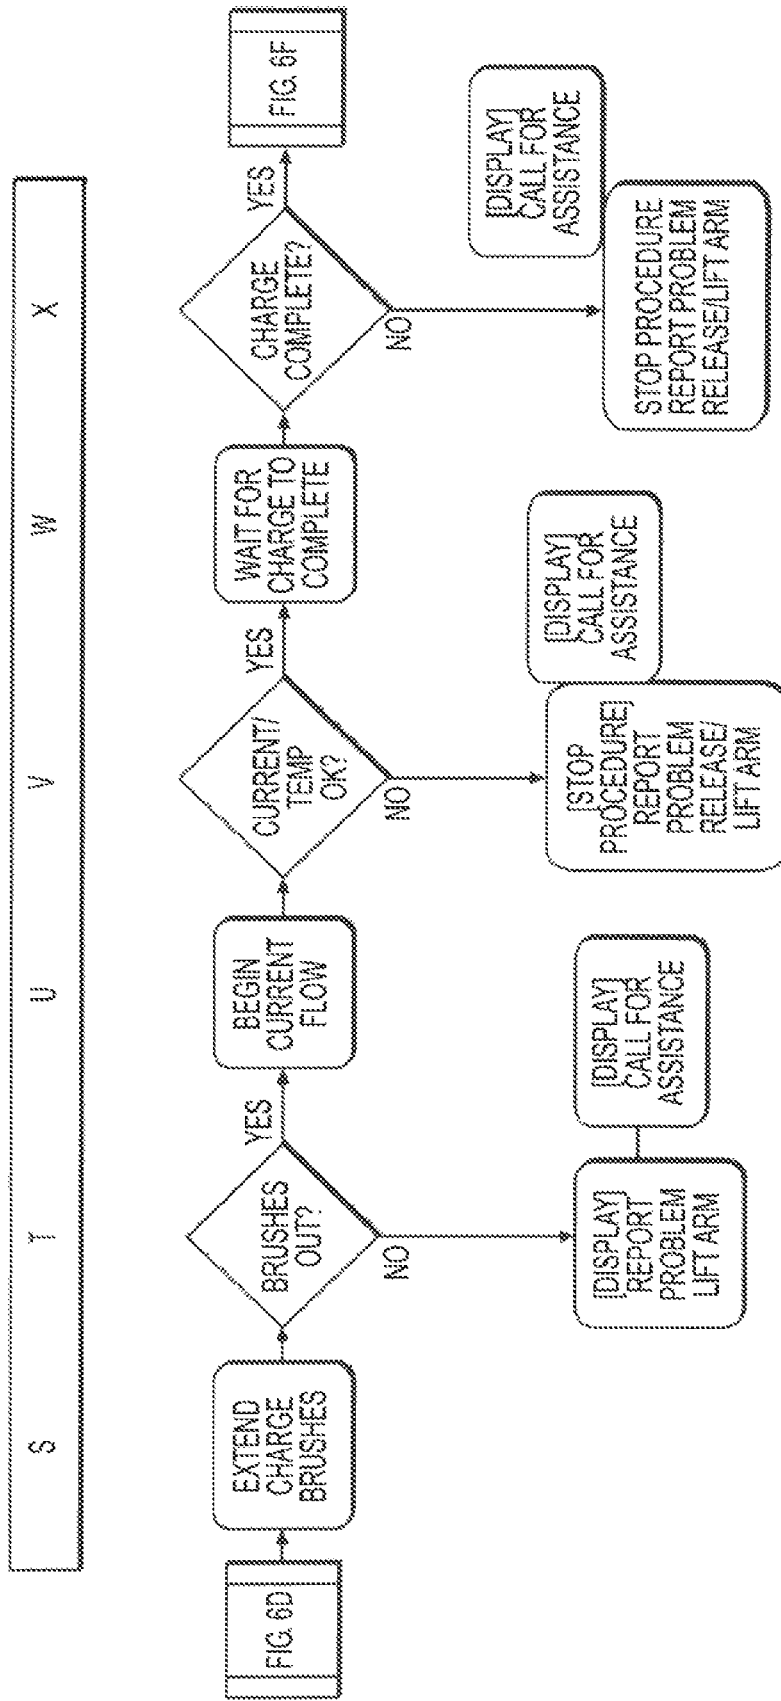 S T U V W X
FIG. 6D
EXTEND
CHARGE
BRUSHES
BRUSHES
OUT?
YES
NO
[DISPLAY]
REPORT
PROBLEM
LIFT ARM
[DISPLAY]
CALL FOR
ASSISTANCE
BEGIN
CURRENT
FLOW
CURRENT/
TEMP
OK?
YES
NO
[STOP
PROCEDURE]
REPORT
PROBLEM
RELEASE/
LIFT ARM
[DISPLAY]
CALL FOR
ASSISTANCE
WAIT FOR
CHARGE TO
COMPLETE
CHARGE
COMPLETE?
YES
NO
STOP PROCEDURE
REPORT PROBLEM
RELEASE/LIFT ARM
[DISPLAY]
CALL FOR
ASSISTANCE
FIG. 6F